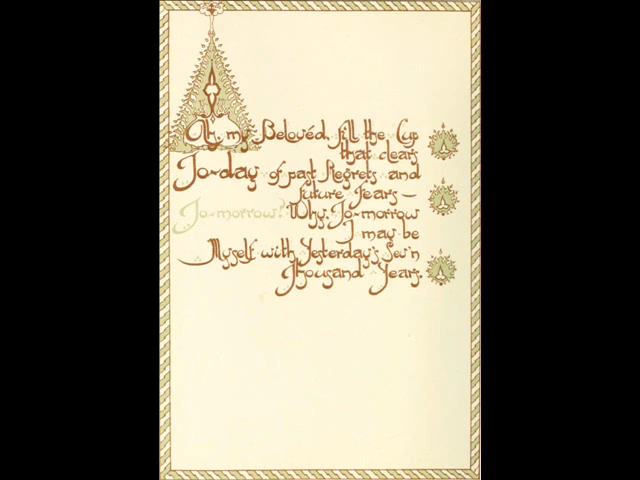 Ah, my Belovéd, fill the Cup
that clears
To-day of past Regrets and
future Fears—
To-morrow? Why, To-morrow
I may be
Myself with Yesterday's Sev'n
Thousand Years.